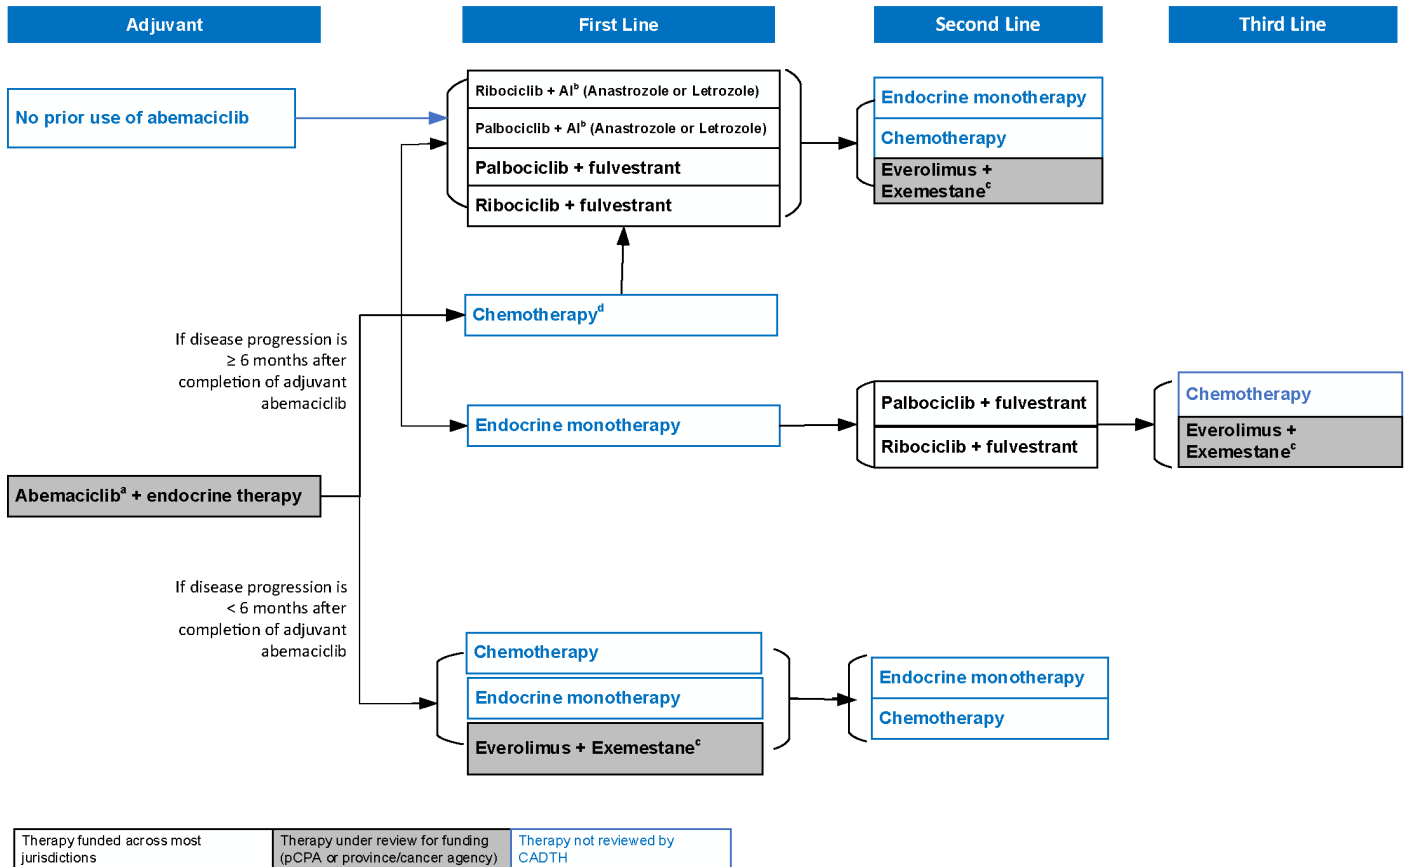 Adjuvant
First Line
Second Line
Third Line
No prior use of abemaciclib
Ribociclib + AIb (Anastrozole or Letrozole)
Palbociclib + AIb (Anastrozole or Letrozole)
Palbociclib + fulvestrant
Ribociclib + fulvestrant
Endocrine monotherapy
Chemotherapy
Everolimus +
Exemestanec
Chemotherapyd
If disease progression is
≥ 6 months after
completion of adjuvant
abemaciclib
Endocrine monotherapy
Palbociclib + fulvestrant
Ribociclib + fulvestrant
Chemotherapy
Everolimus +
Exemestanec
Abemacicliba + endocrine therapy
If disease progression is
< 6 months after
completion of adjuvant
abemaciclib
Chemotherapy
Endocrine monotherapy
Everolimus + Exemestanec
Endocrine monotherapy
Chemotherapy
Therapy funded across most
jurisdictions
Therapy under review for funding
(pCPA or province/cancer agency)
Therapy not reviewed by
CADTH